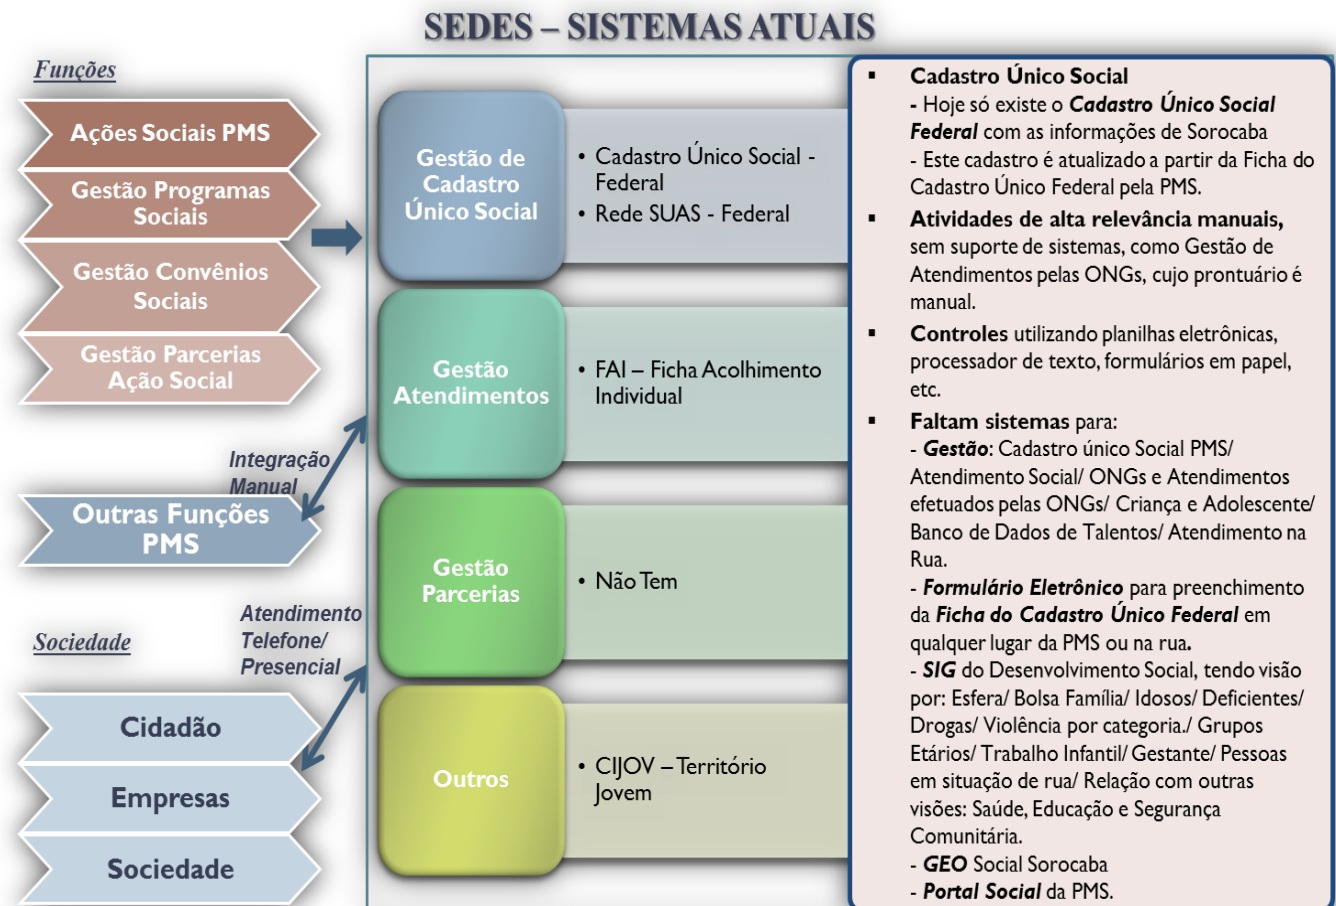 SEDES – SISTEMAS ATUAIS
Funções
Ações Sociais PMS
Gestão Programas
Sociais
Gestão Convênios
Sociais
Gestão Parcerias
Ação Social
Integração
Manual
Outras Funções
PMS
Atendimento
Telefone/
Presencial
Sociedade
Cidadão
Empresas
Sociedade
Gestão de
Cadastro
Único Social
• Cadastro Único Social -
Federal
• Rede SUAS - Federal
Gestão
Atendimentos
• FAI – Ficha Acolhimento
Individual
Gestão
Parcerias
• Não Tem
Outros
• CIJOV – Território
Jovem
▪ Cadastro Único Social
- Hoje só existe o Cadastro Único Social
Federal com as informações de Sorocaba
- Este cadastro é atualizado a partir da Ficha do
Cadastro Único Federal pela PMS.
▪ Atividades de alta relevância manuais,
sem suporte de sistemas, como Gestão de
Atendimentos pelas ONGs, cujo prontuário é
manual.
▪ Controles utilizando planilhas eletrônicas,
processador de texto, formulários em papel,
etc.
▪ Faltam sistemas para:
- Gestão: Cadastro único Social PMS/
Atendimento Social/ ONGs e Atendimentos
efetuados pelas ONGs/ Criança e Adolescente/
Banco de Dados de Talentos/ Atendimento na
Rua.
- Formulário Eletrônico para preenchimento
da Ficha do Cadastro Único Federal em
qualquer lugar da PMS ou na rua.
- SIG do Desenvolvimento Social, tendo visão
por: Esfera/ Bolsa Família/ Idosos/ Deficientes/
Drogas/ Violência por categoria./ Grupos
Etários/ Trabalho Infantil/ Gestante/ Pessoas
em situação de rua/ Relação com outras
visões: Saúde, Educação e Segurança
Comunitária.
- GEO Social Sorocaba
- Portal Social da PMS.